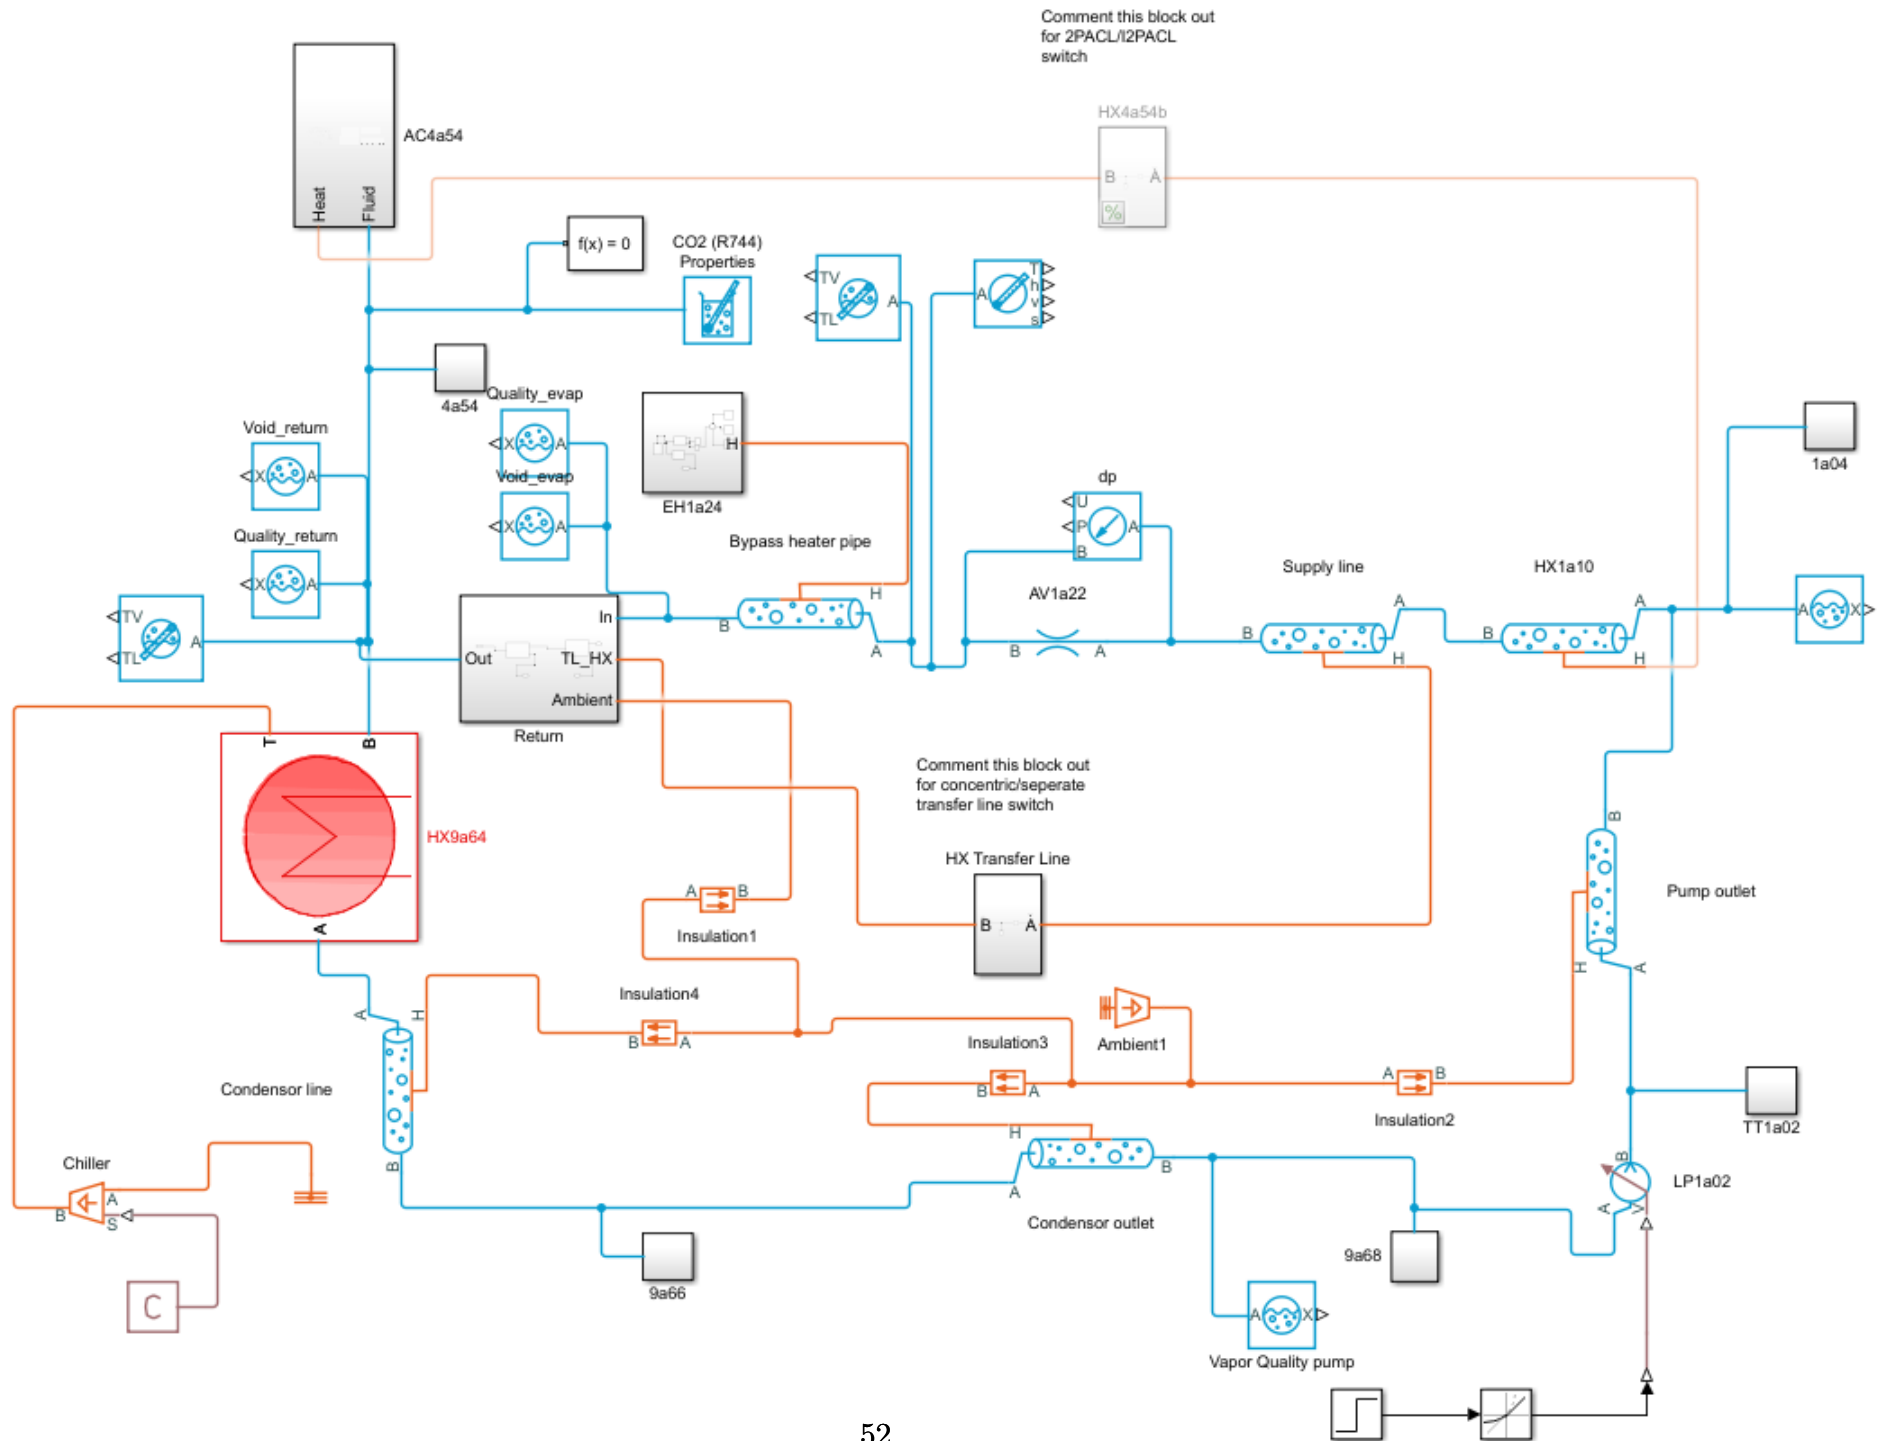 Comment this block out
for 2PACL/I2PACL
switch
HX4a54b
B A
%
AC4a54
Heat
Fluid
f(x) = 0
CO2 (R744)
Properties
TV
TL
A
A
T
h
v
s
4a54
Quality_evap
X A
Void_evap
X A
Void_return
X A
Quality_return
X A
TV
TL
A
H
EH1a24
Bypass heater pipe
H
B
A
dp
U
P
A
B
AV1a22
B A
Supply line
B
A
H
HX1a10
B
A
H
1a04
A X
In
Out
TL_HX
Ambient
Return
T
B
HX9a64
A
Comment this block out
for concentric/seperate
transfer line switch
HX Transfer Line
B A
B
Pump outlet
H
A
A B
Insulation1
Insulation4
B A
Insulation3
B A
Ambient1
A B
Insulation2
A
H
Condensor line
B
H
A
B
Condensor outlet
TT1a02
B
LP1a02
A
V
Chiller
A
B
S
C
9a66
9a68
A X
Vapor Quality pump
52